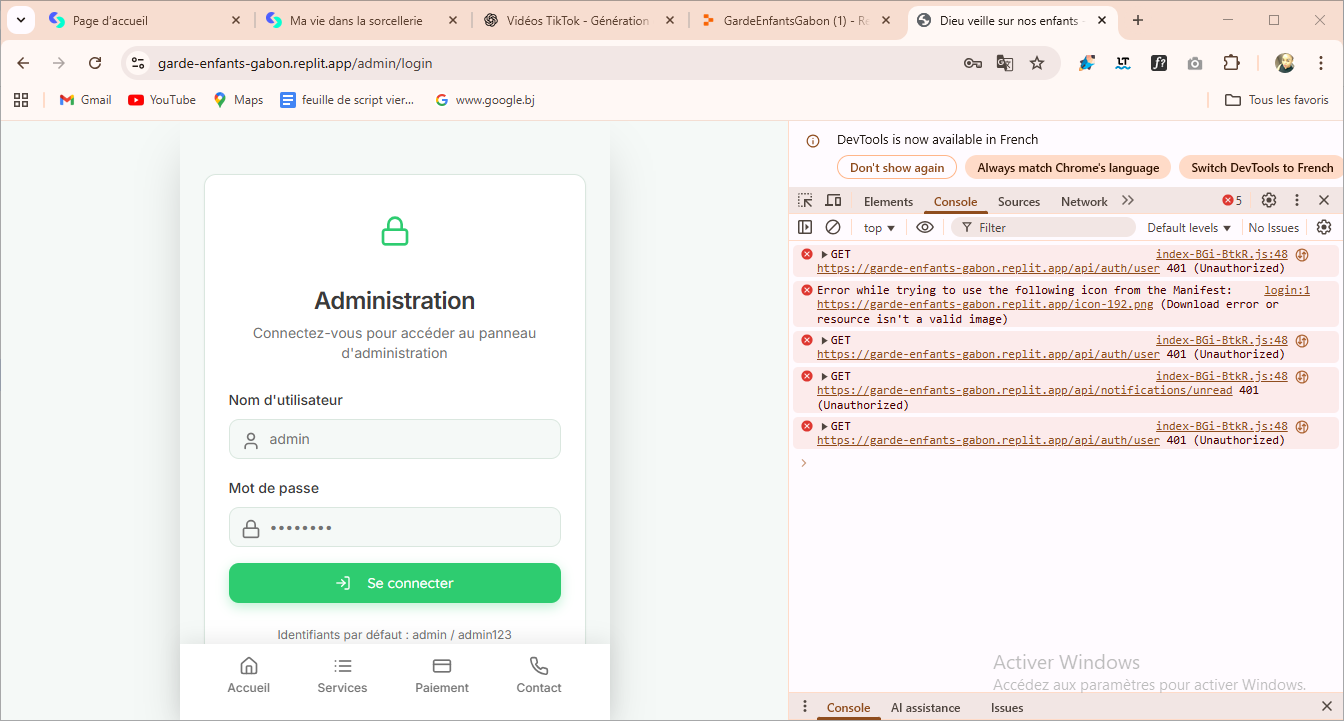 Page d'accueil
Ma vie dans la sorcellerie
Vidéos TikTok - Génération
GardeEnfantsGabon (1) - Re
Dieu veille sur nos enfants -
garde-enfants-gabon.replit.app/admin/login
Gmail
YouTube
Maps
feuille de script vier...
www.google.bj
Tous les favoris
Administration
Connectez-vous pour accéder au panneau
d'administration
Nom d'utilisateur
admin
Mot de passe
••••••••
Se connecter
Identifiants par défaut : admin / admin123
Accueil
Services
Paiement
Contact
DevTools is now available in French
Don't show again
Always match Chrome's language
Switch DevTools to French
Elements
Console
Sources
Network
5
top
Filter
Default levels
No Issues
GET index-BGi-BtkR.js:48
https://garde-enfants-gabon.replit.app/api/auth/user 401 (Unauthorized)
Error while trying to use the following icon from the Manifest: login:1
https://garde-enfants-gabon.replit.app/icon-192.png (Download error or
resource isn't a valid image)
GET index-BGi-BtkR.js:48
https://garde-enfants-gabon.replit.app/api/auth/user 401 (Unauthorized)
GET index-BGi-BtkR.js:48
https://garde-enfants-gabon.replit.app/api/notifications/unread 401
(Unauthorized)
GET index-BGi-BtkR.js:48
https://garde-enfants-gabon.replit.app/api/auth/user 401 (Unauthorized)
Activer Windows
Accédez aux paramètres pour activer Windows.
Console
AI assistance
Issues